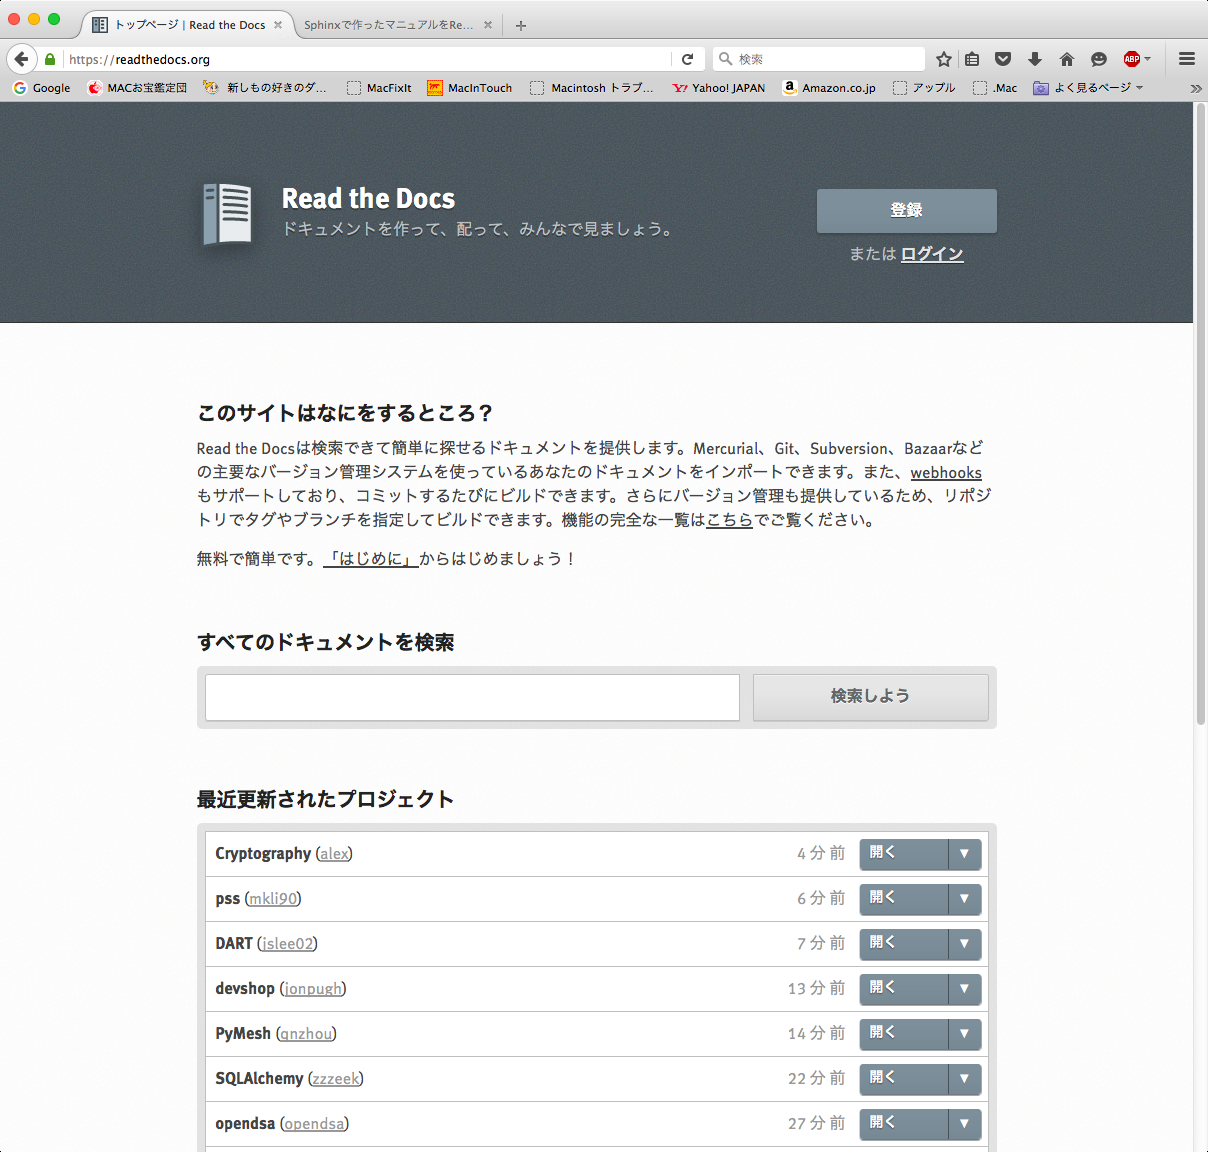 トップページ | Read the Docs
Sphinxで作ったマニュアルをRe...
https://readthedocs.org
検索
ABP
Google
MACお宝鑑定団
新しもの好きのダ...
MacFixIt
MacInTouch
Macintosh トラブ...
Yahoo! JAPAN
Amazon.co.jp
アップル
.Mac
よく見るページ
Read the Docs
ドキュメントを作って、配って、みんなで見ましょう。
登録
または ログイン
このサイトはなにをするところ？
Read the Docsは検索できて簡単に探せるドキュメントを提供します。Mercurial、Git、Subversion、Bazaarなど
の主要なバージョン管理システムを使っているあなたのドキュメントをインポートできます。また、webhooks
もサポートしており、コミットするたびにビルドできます。さらにバージョン管理も提供しているため、リポジ
トリでタグやブランチを指定してビルドできます。機能の完全な一覧はこちらでご覧ください。
無料で簡単です。「はじめに」からはじめましょう！
すべてのドキュメントを検索
検索しよう
最近更新されたプロジェクト
Cryptography (alex) 4 分 前 開く
pss (mkli90) 6 分 前 開く
DART (islee02) 7 分 前 開く
devshop (jonpugh) 13 分 前 開く
PyMesh (qnzhou) 14 分 前 開く
SQLAlchemy (zzzeek) 22 分 前 開く
opendsa (opendsa) 27 分 前 開く